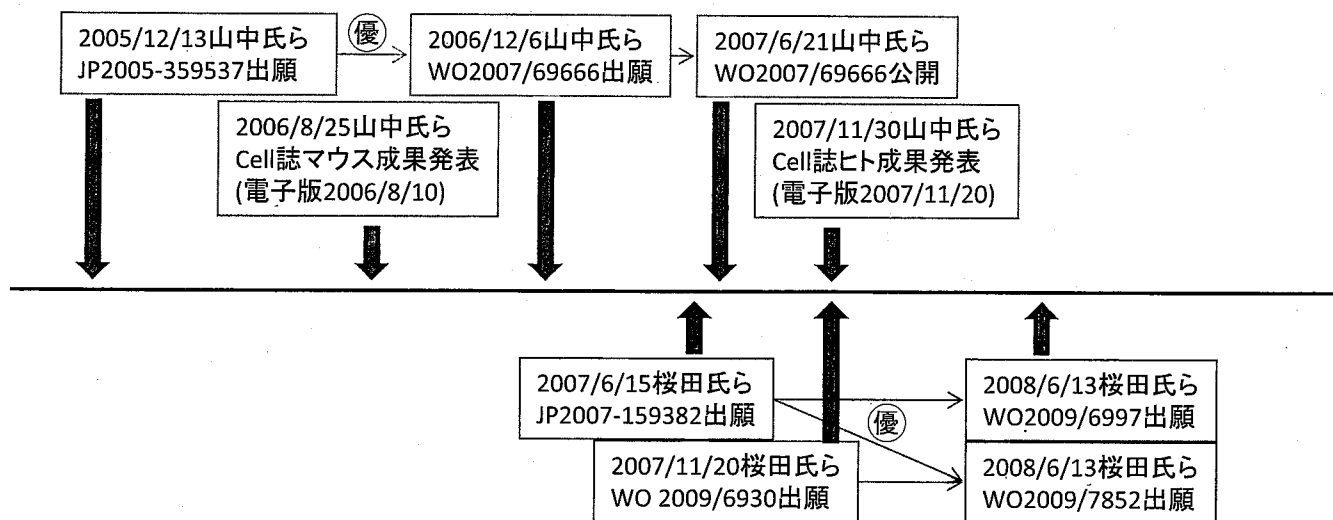 2005/12/13山中氏ら
JP2005-359537出願
優
2006/12/6山中氏ら
WO2007/69666出願
2007/6/21山中氏ら
WO2007/69666公開
2006/8/25山中氏ら
Cell誌マウス成果発表
(電子版2006/8/10)
2007/11/30山中氏ら
Cell誌ヒト成果発表
(電子版2007/11/20)
2007/6/15桜田氏ら
JP2007-159382出願
優
2008/6/13桜田氏ら
WO2009/6997出願
2007/11/20桜田氏ら
WO 2009/6930出願
2008/6/13桜田氏ら
WO2009/7852出願